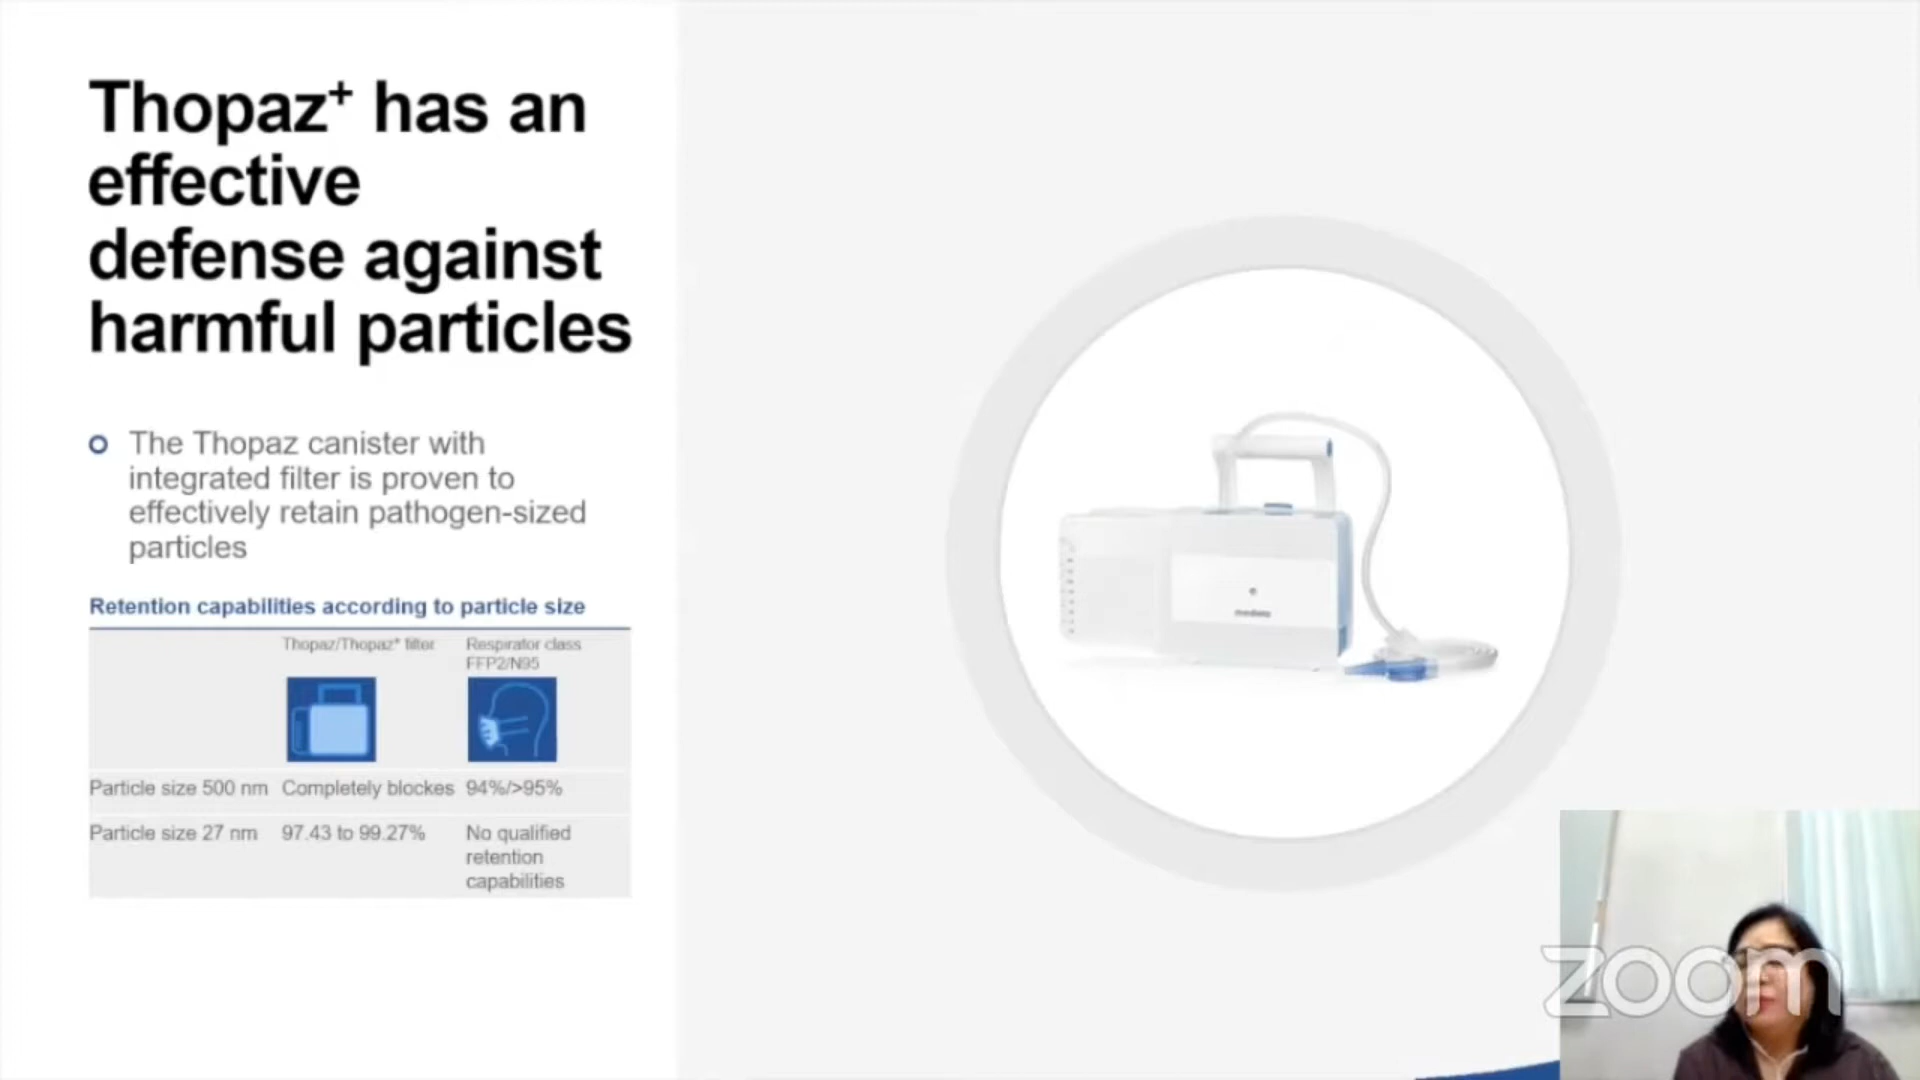 Thopaz+ has an
effective
defense against
harmful particles
The Thopaz canister with
integrated filter is proven to
effectively retain pathogen-sized
particles
Retention capabilities according to particle size
Thopaz/Thopaz+ filter
Respirator class
FFP2/N95
Particle size 500 nm Completely blockes 94%/>95%
Particle size 27 nm 97.43 to 99.27% No qualified
retention
capabilities
medela
zoom